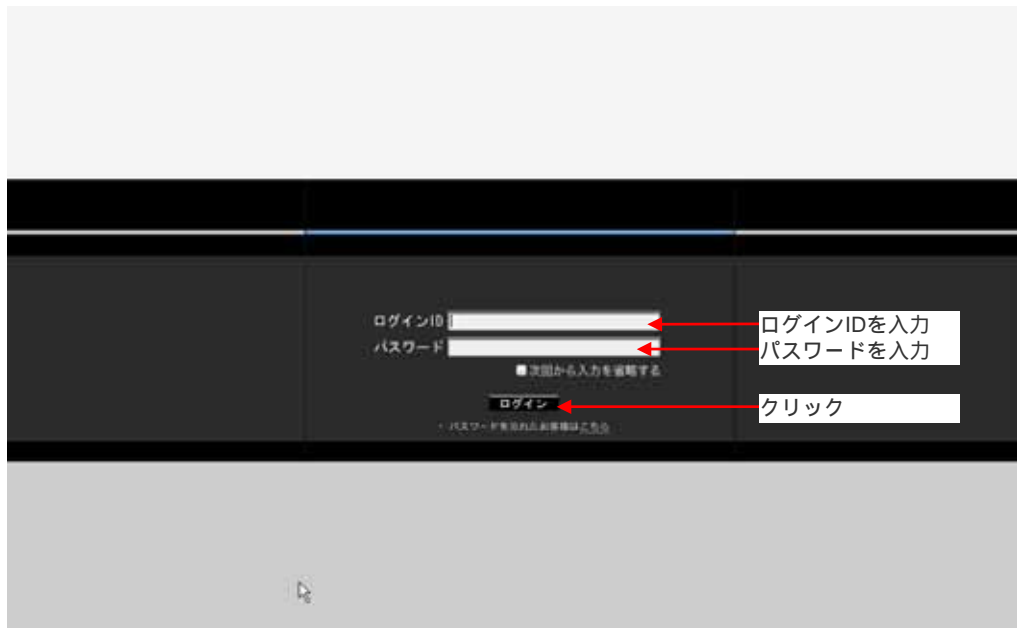 ログインID
ログインIDを入力
パスワード
パスワードを入力
次回から入力を省略する
ログイン
クリック
・ パスワードを忘れたお客様はこちら